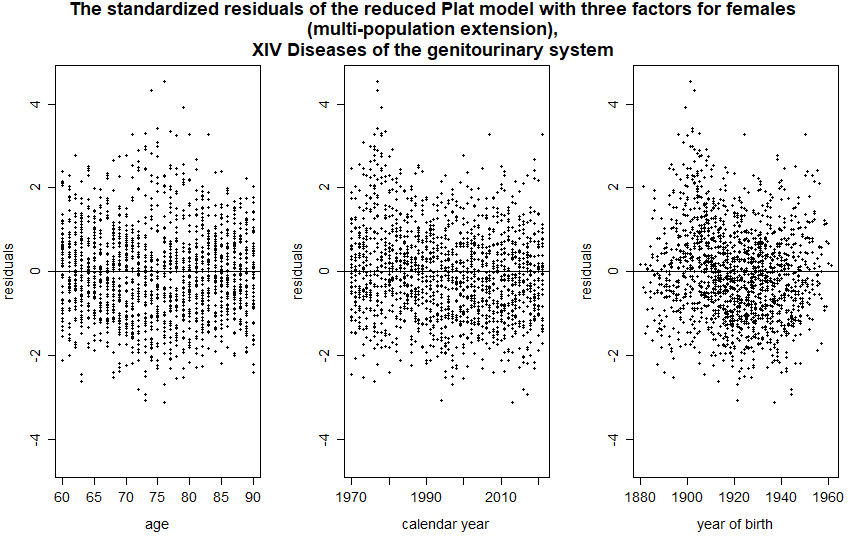 The standardized residuals of the reduced Plat model with three factors for females
(multi-population extension),
XIV Diseases of the genitourinary system
residuals
4
2
0
-2
-4
60 65 70 75 80 85 90
age
residuals
4
2
0
-2
-4
1970 1990 2010
calendar year
residuals
4
2
0
-2
-4
1880 1900 1920 1940 1960
year of birth